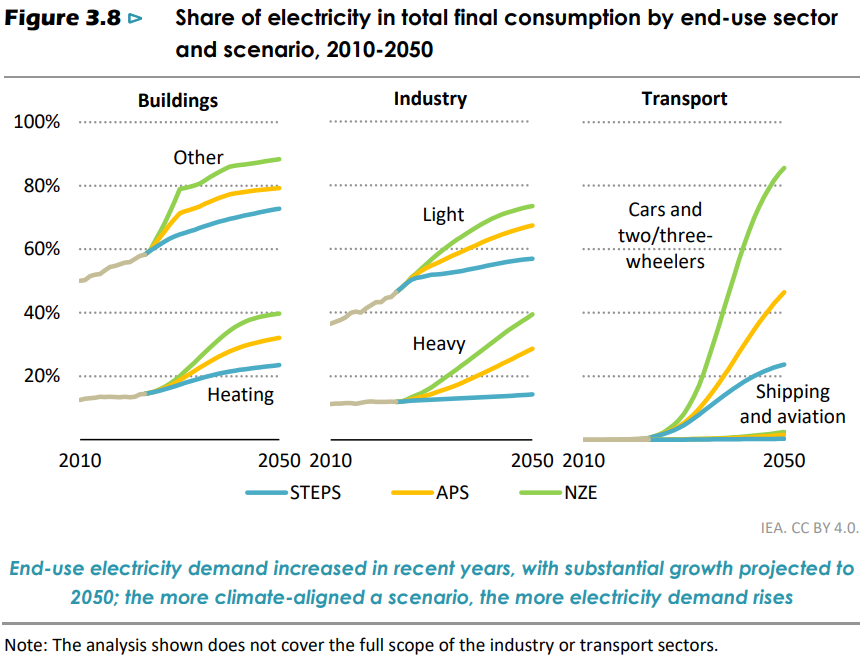 Figure 3.8 ⊳ Share of electricity in total final consumption by end-use sector
and scenario, 2010-2050
Buildings
Industry
Transport
100%
80%
60%
40%
20%
Other
Heating
Light
Heavy
Cars and
two/three-
wheelers
Shipping
and aviation
2010
2050
2010
2050
2010
2050
STEPS
APS
NZE
IEA. CC BY 4.0.
End-use electricity demand increased in recent years, with substantial growth projected to
2050; the more climate-aligned a scenario, the more electricity demand rises
Note: The analysis shown does not cover the full scope of the industry or transport sectors.